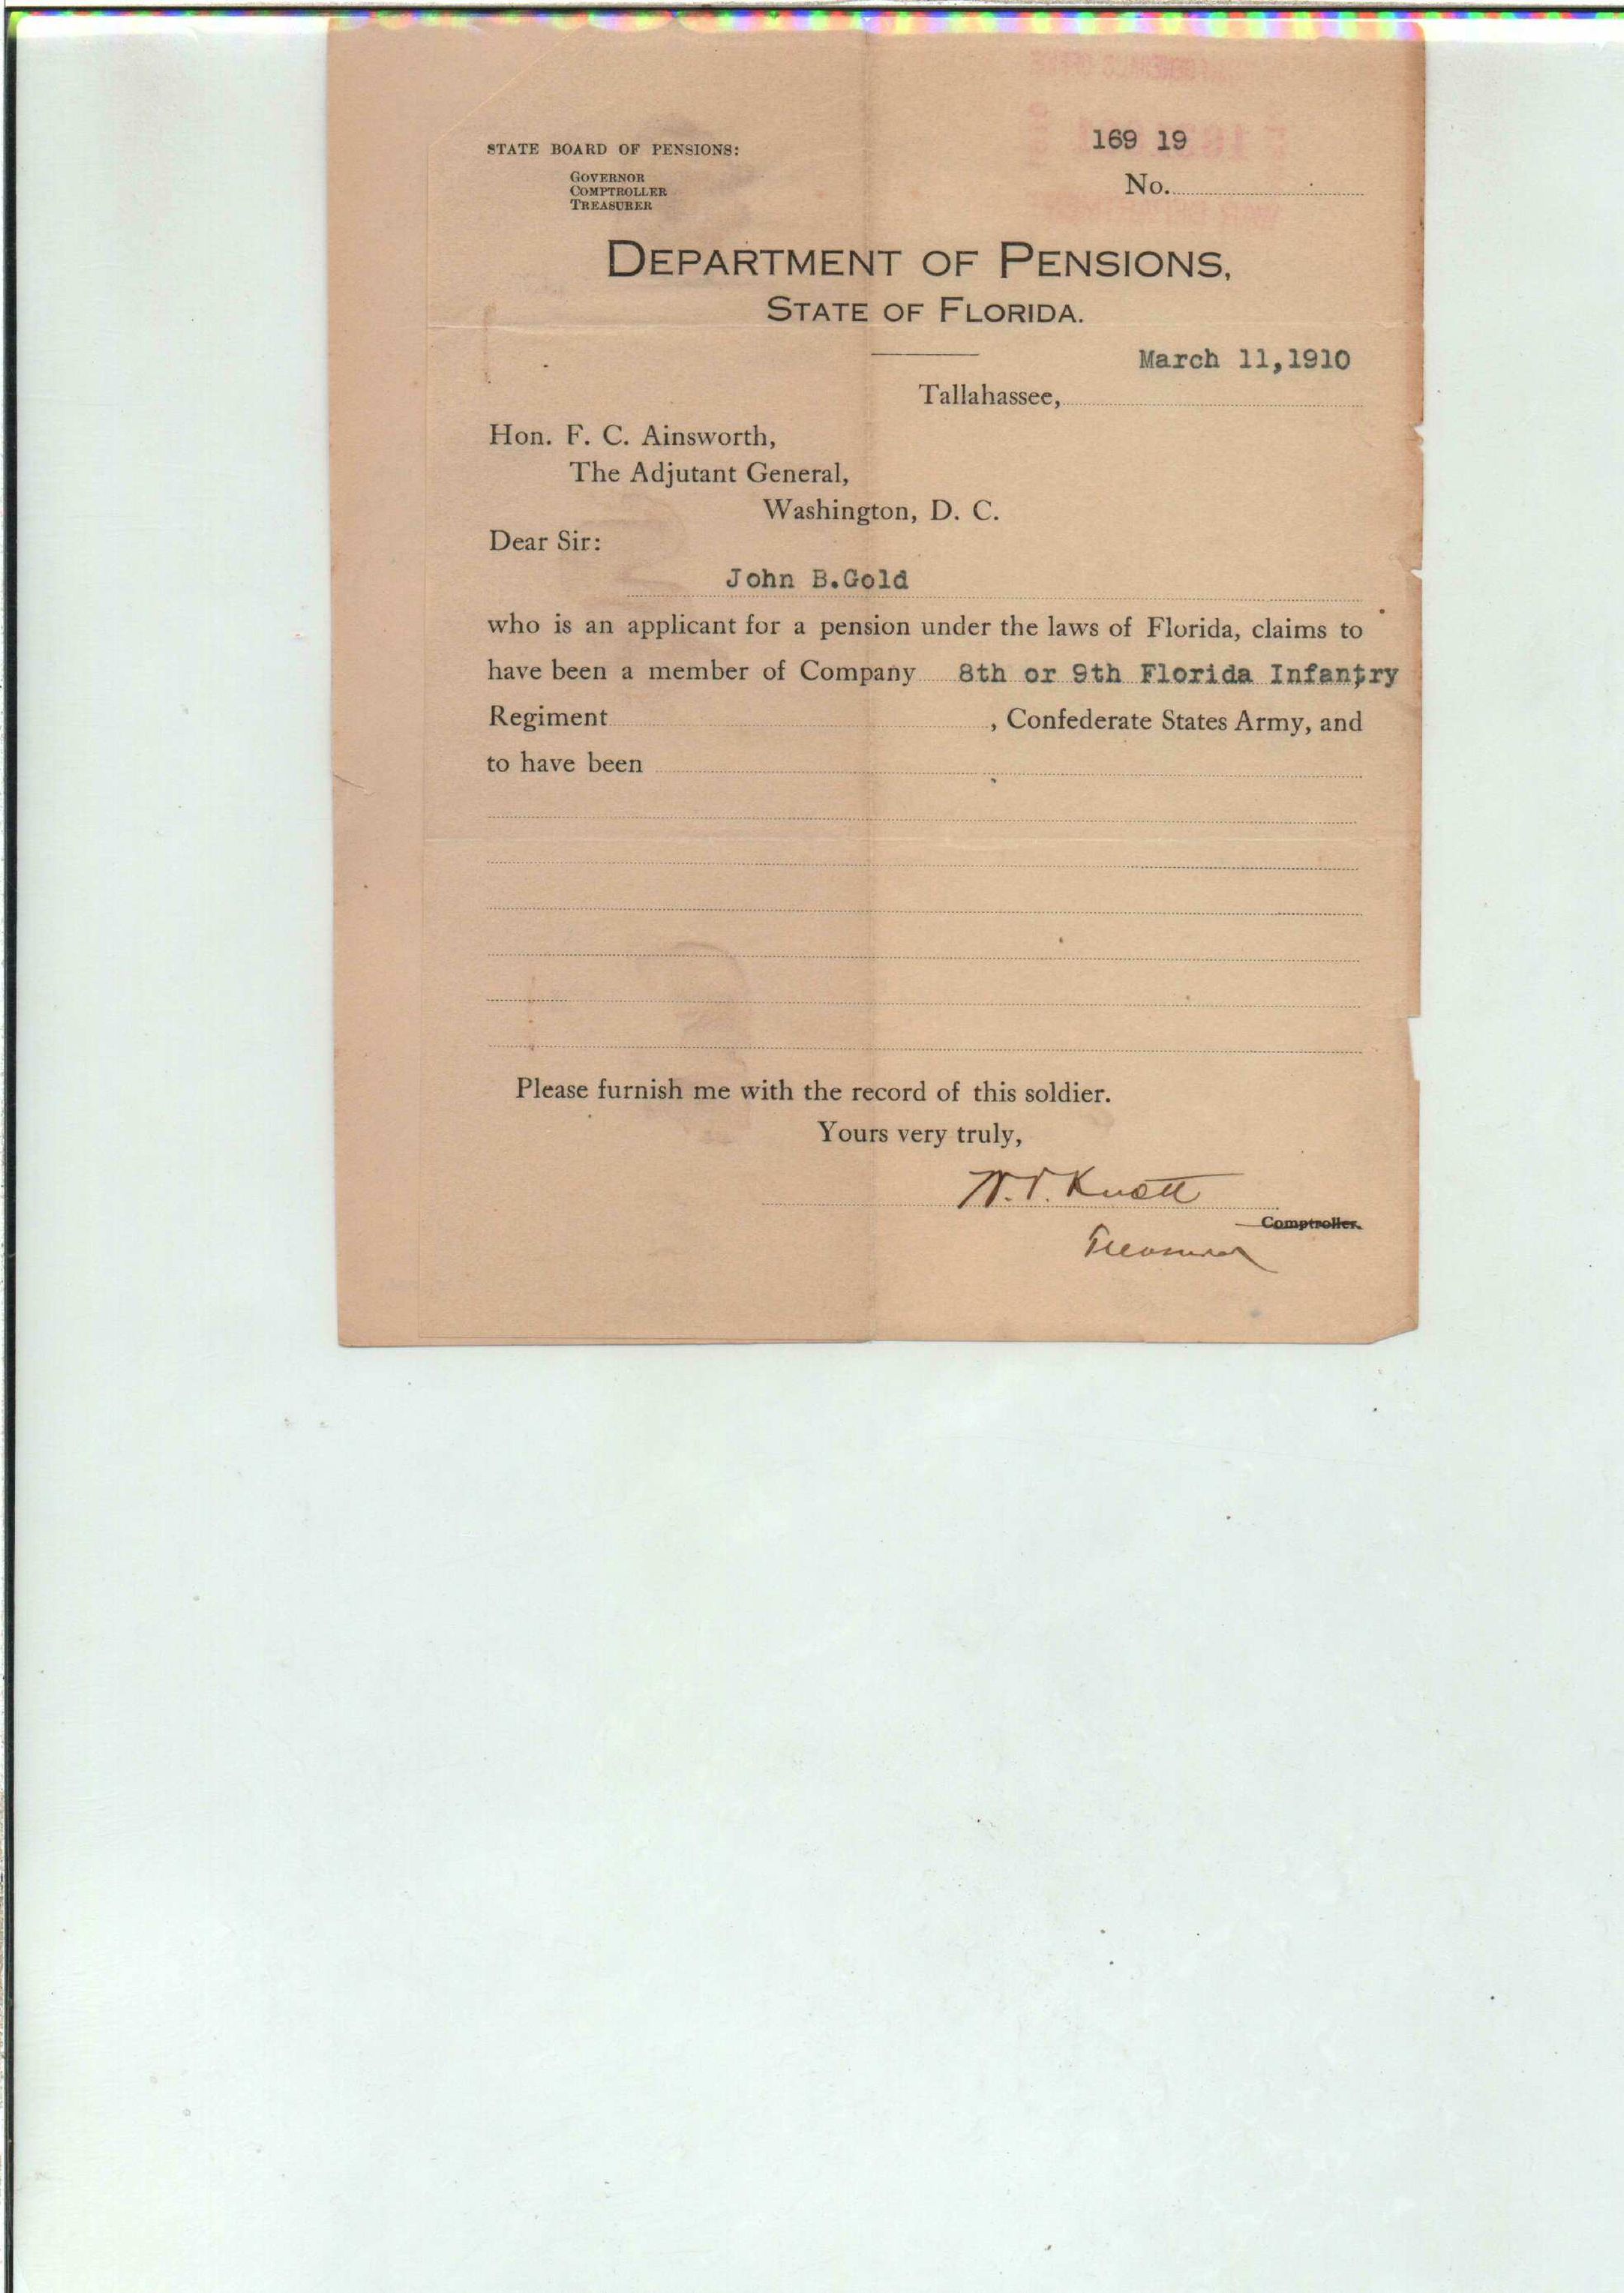 STATE BOARD OF PENSIONS:
GOVERNOR
COMPTROLLER
TREASURER
169 19
No.
DEPARTMENT OF PENSIONS,
STATE OF FLORIDA.
March 11,1910
Tallahassee,
Hon. F. C. Ainsworth,
The Adjutant General,
Washington, D. C.
Dear Sir:
John B.Gold
who is an applicant for a pension under the laws of Florida, claims to
have been a member of Company 8th or 9th Florida Infantry
Regiment , Confederate States Army, and
to have been
Please furnish me with the record of this soldier.
Yours very truly,
W.V. Knott
Comptroller.
Treasurer